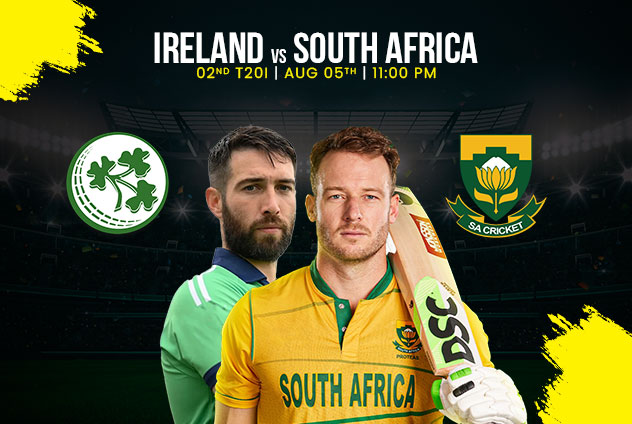 IRELAND VS SOUTH AFRICA
02ND T20I | AUG 05TH | 11:00 PM
SA CRICKET
PROTEAS
DSC
SOUTH AFRICA